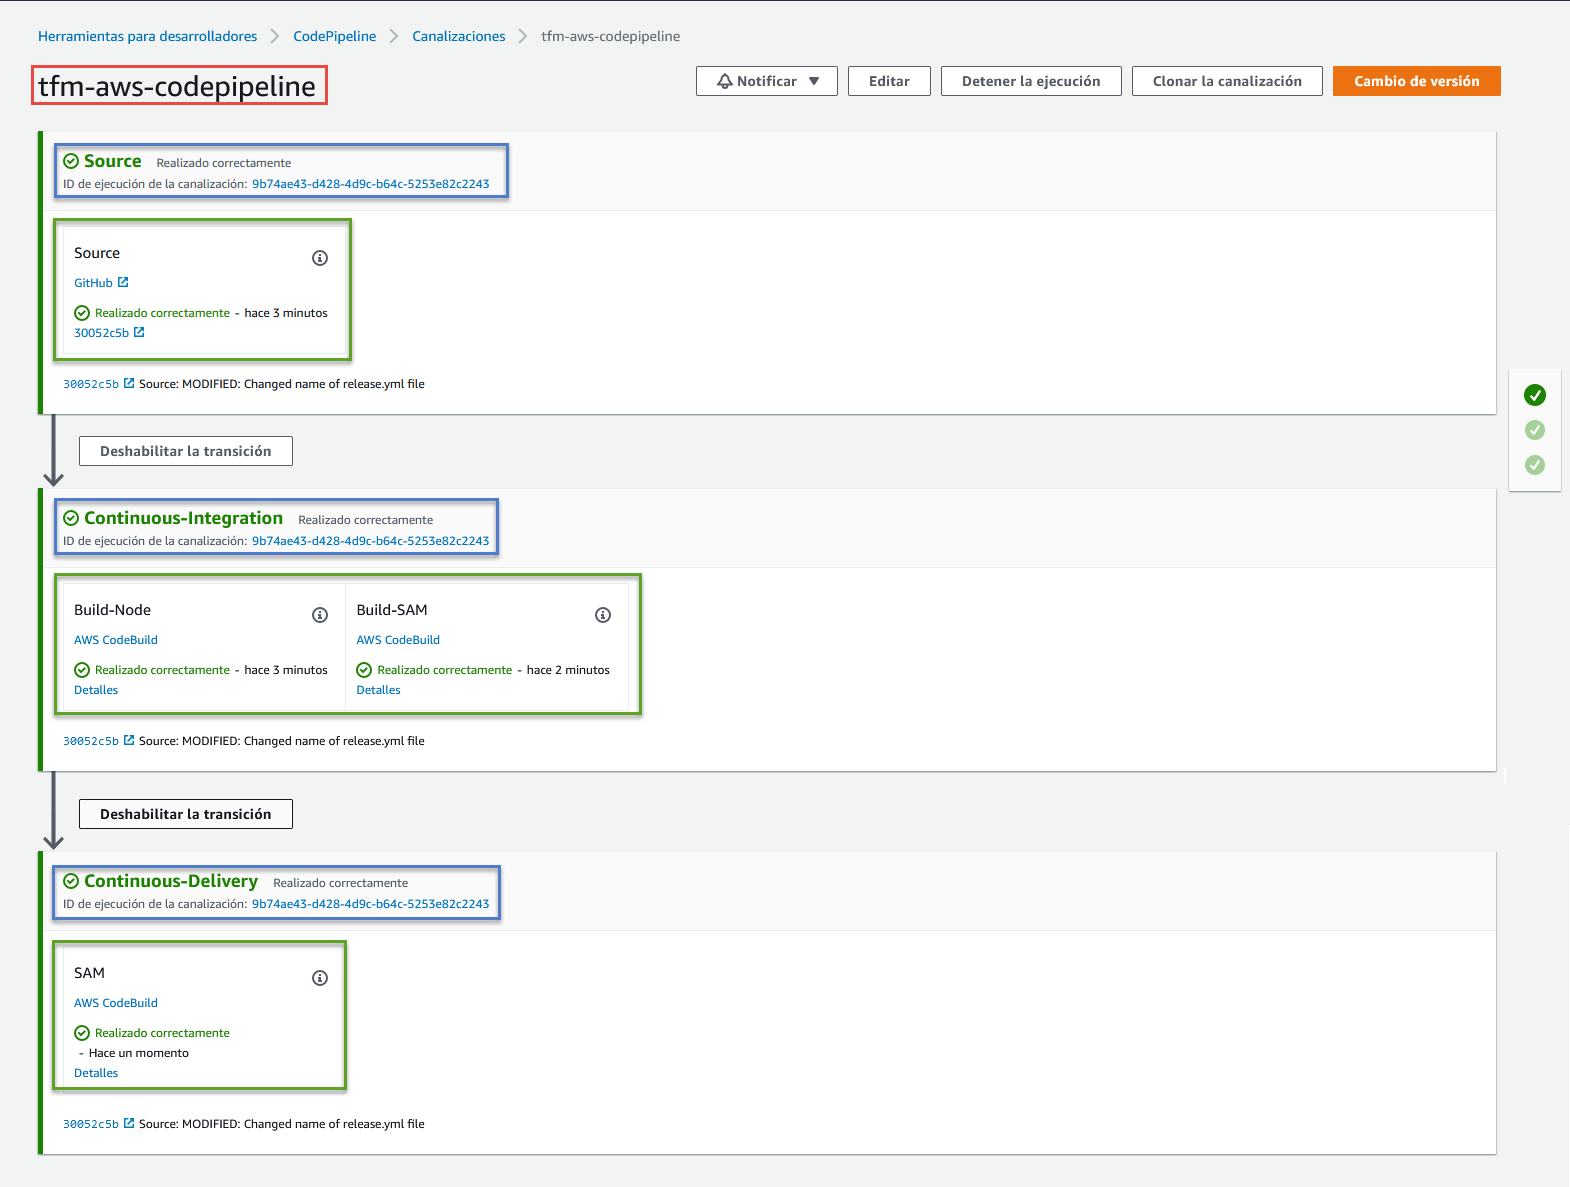 Herramientas para desarrolladores > CodePipeline > Canalizaciones > tfm-aws-codepipeline
tfm-aws-codepipeline
Notificar ▼ Editar Detener la ejecución Clonar la canalización Cambio de versión
Source Realizado correctamente
ID de ejecución de la canalización: 9b74ae43-d428-4d9c-b64c-5253e82c2243
Source
GitHub
Realizado correctamente - hace 3 minutos
30052c5b
30052c5b Source: MODIFIED: Changed name of release.yml file
Deshabilitar la transición
Continuous-Integration Realizado correctamente
ID de ejecución de la canalización: 9b74ae43-d428-4d9c-b64c-5253e82c2243
Build-Node
AWS CodeBuild
Realizado correctamente - hace 3 minutos
Detalles
Build-SAM
AWS CodeBuild
Realizado correctamente - hace 2 minutos
Detalles
30052c5b Source: MODIFIED: Changed name of release.yml file
Deshabilitar la transición
Continuous-Delivery Realizado correctamente
ID de ejecución de la canalización: 9b74ae43-d428-4d9c-b64c-5253e82c2243
SAM
AWS CodeBuild
Realizado correctamente
- Hace un momento
Detalles
30052c5b Source: MODIFIED: Changed name of release.yml file